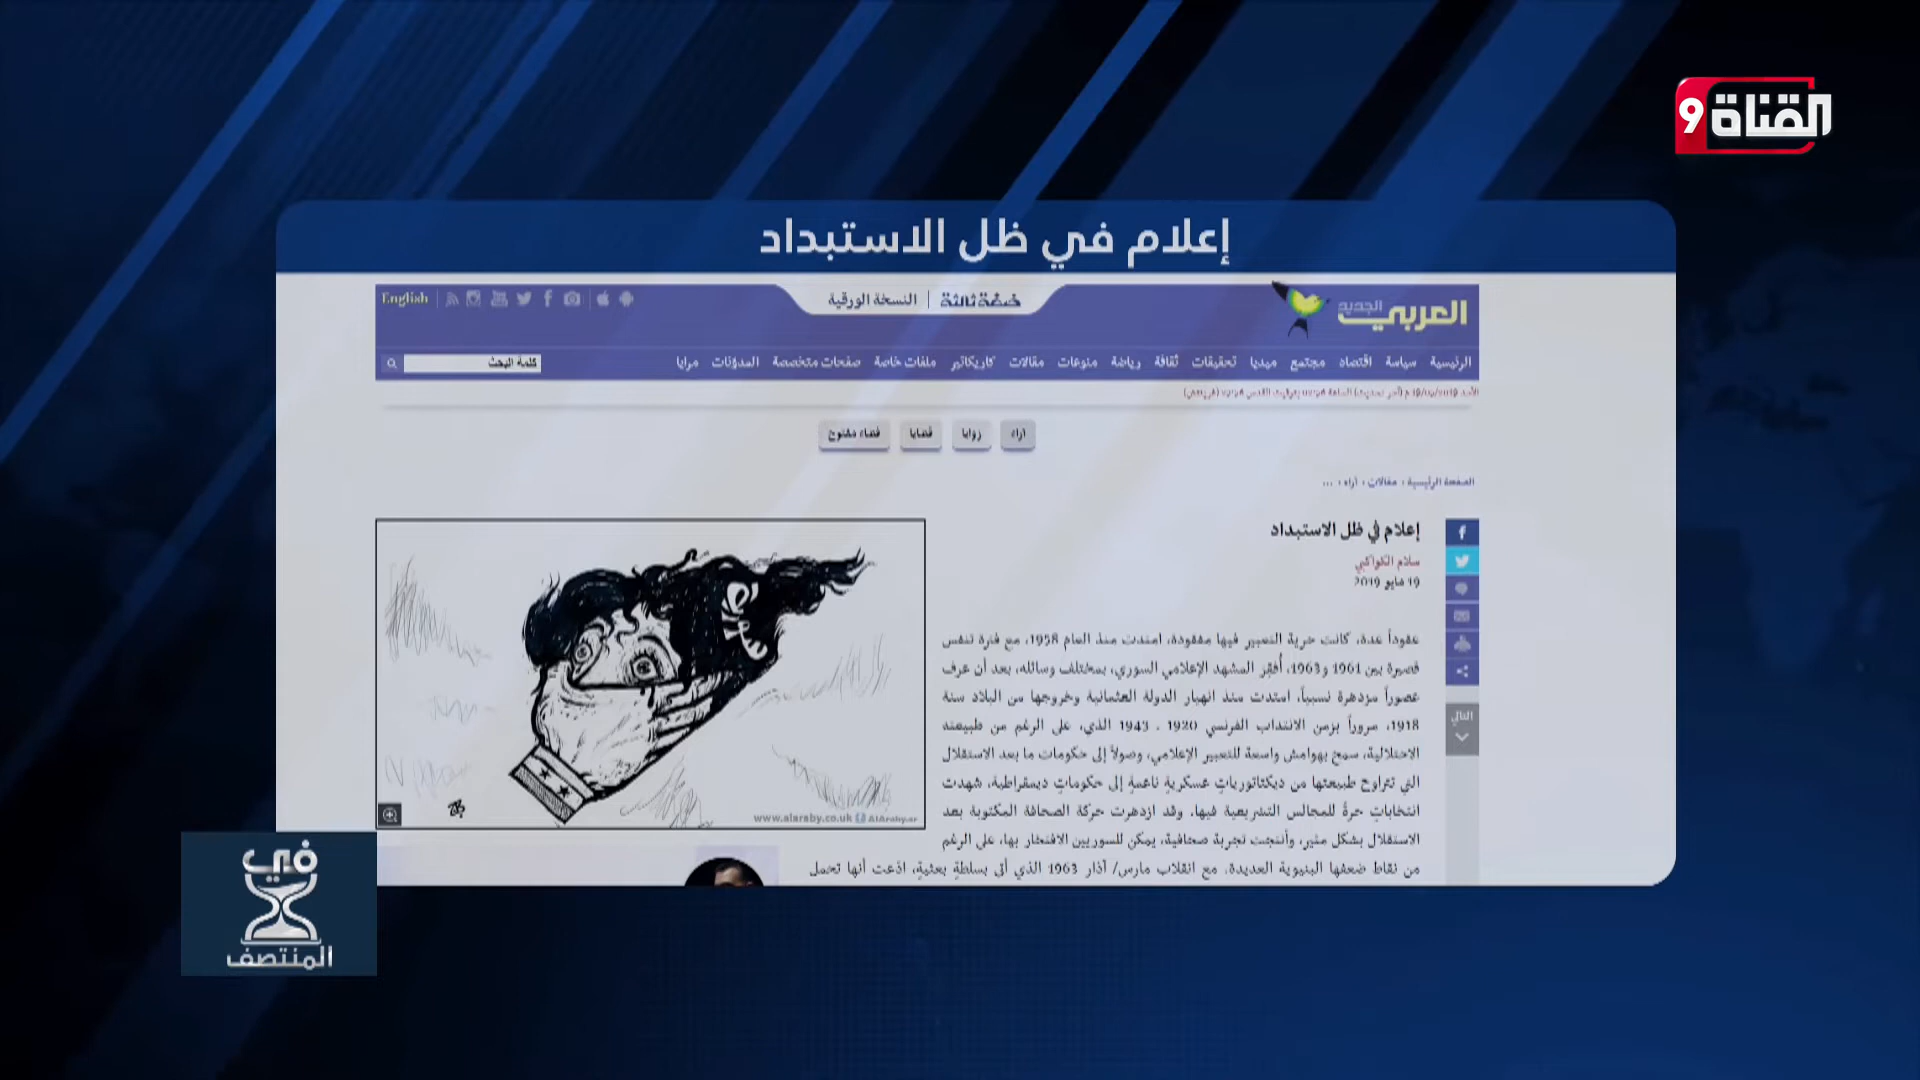 القناة 9
إعلام في ظل الاستبداد
العربي الجديد
ضفة ثالثة | النسخة الورقية
English
الرئيسية سياسة اقتصاد مجتمع ميديا تحقيقات ثقافة رياضة منوعات مقالات كاريكاتير ملفات خاصة صفحات متخصصة المدونات مرايا
كلمة البحث
آراء زوايا قضايا فضاء مفتوح
الصفحة الرئيسية › مقالات › آراء › ...
إعلام في ظل الاستبداد
سلام الكواكبي
19 مايو 2019
التالي
عقوداً عدة، كانت حرية التعبير فيها مفقودة، امتدت منذ العام 1958، مع فترة تنفس
قصيرة بين 1961 و1963، أُفقِر المشهد الإعلامي السوري، بمختلف وسائله، بعد أن عرف
عصوراً مزدهرة نسبياً، امتدت منذ انهيار الدولة العثمانية وخروجها من البلاد سنة
1918، مروراً بزمن الانتداب الفرنسي 1920 ـ 1943 الذي، على الرغم من طبيعته
الاحتلالية، سمح بهوامش واسعة للتعبير الإعلامي، وصولاً إلى حكومات ما بعد الاستقلال
التي تتراوح طبيعتها من ديكتاتورياتٍ عسكريةٍ ناعمةٍ إلى حكوماتٍ ديمقراطية، شهدت
انتخاباتٍ حرةً للمجالس التشريعية فيها. وقد ازدهرت حركة الصحافة المكتوبة بعد
الاستقلال بشكل مثير، وأنتجت تجربة صحافية، يمكن للسوريين الافتخار بها، على الرغم
من نقاط ضعفها البنيوية العديدة. مع انقلاب مارس/ آذار 1963 الذي أتى بسلطةٍ بعثيةٍ، ادّعت أنها تحمل
سورية
www.alaraby.co.uk AlAraby.ar
في
المنتصف